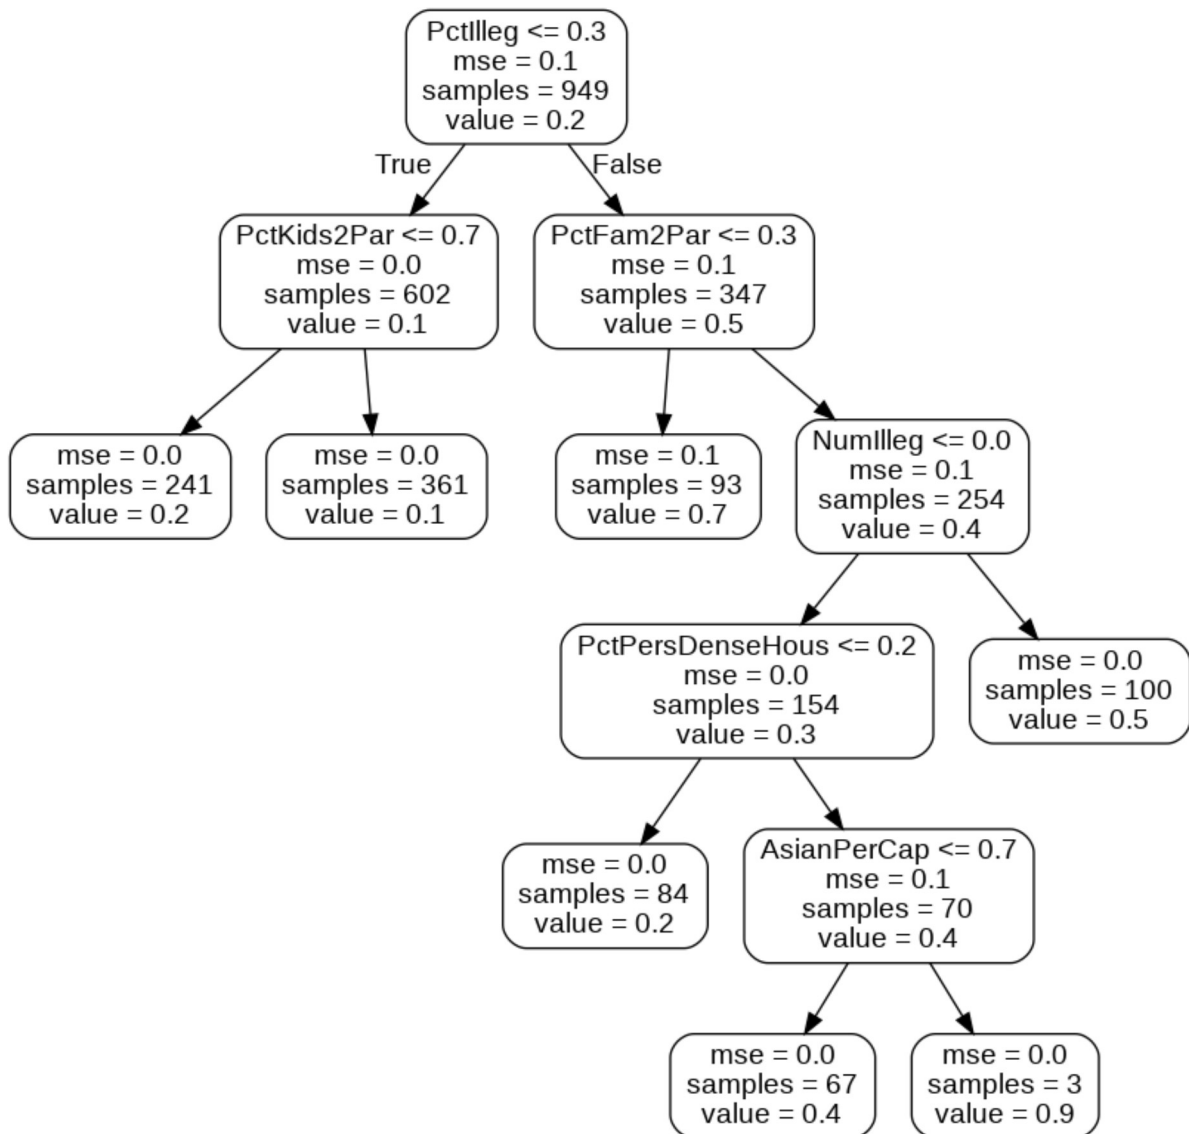 PctIlleg <= 0.3
mse = 0.1
samples = 949
value = 0.2
True
False
PctKids2Par <= 0.7
mse = 0.0
samples = 602
value = 0.1
PctFam2Par <= 0.3
mse = 0.1
samples = 347
value = 0.5
mse = 0.0
samples = 241
value = 0.2
mse = 0.0
samples = 361
value = 0.1
mse = 0.1
samples = 93
value = 0.7
NumIlleg <= 0.0
mse = 0.1
samples = 254
value = 0.4
PctPersDenseHous <= 0.2
mse = 0.0
samples = 154
value = 0.3
mse = 0.0
samples = 100
value = 0.5
mse = 0.0
samples = 84
value = 0.2
AsianPerCap <= 0.7
mse = 0.1
samples = 70
value = 0.4
mse = 0.0
samples = 67
value = 0.4
mse = 0.0
samples = 3
value = 0.9